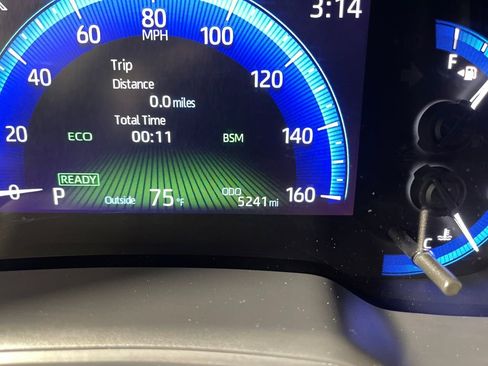 3:14
80
MPH
60
100
Trip
40
120
Distance
0.0 miles
Total Time
20
ECO
00:11
BSM
140
READY
0
P
Outside
75°F
ODO
5241 mi
160
F
C